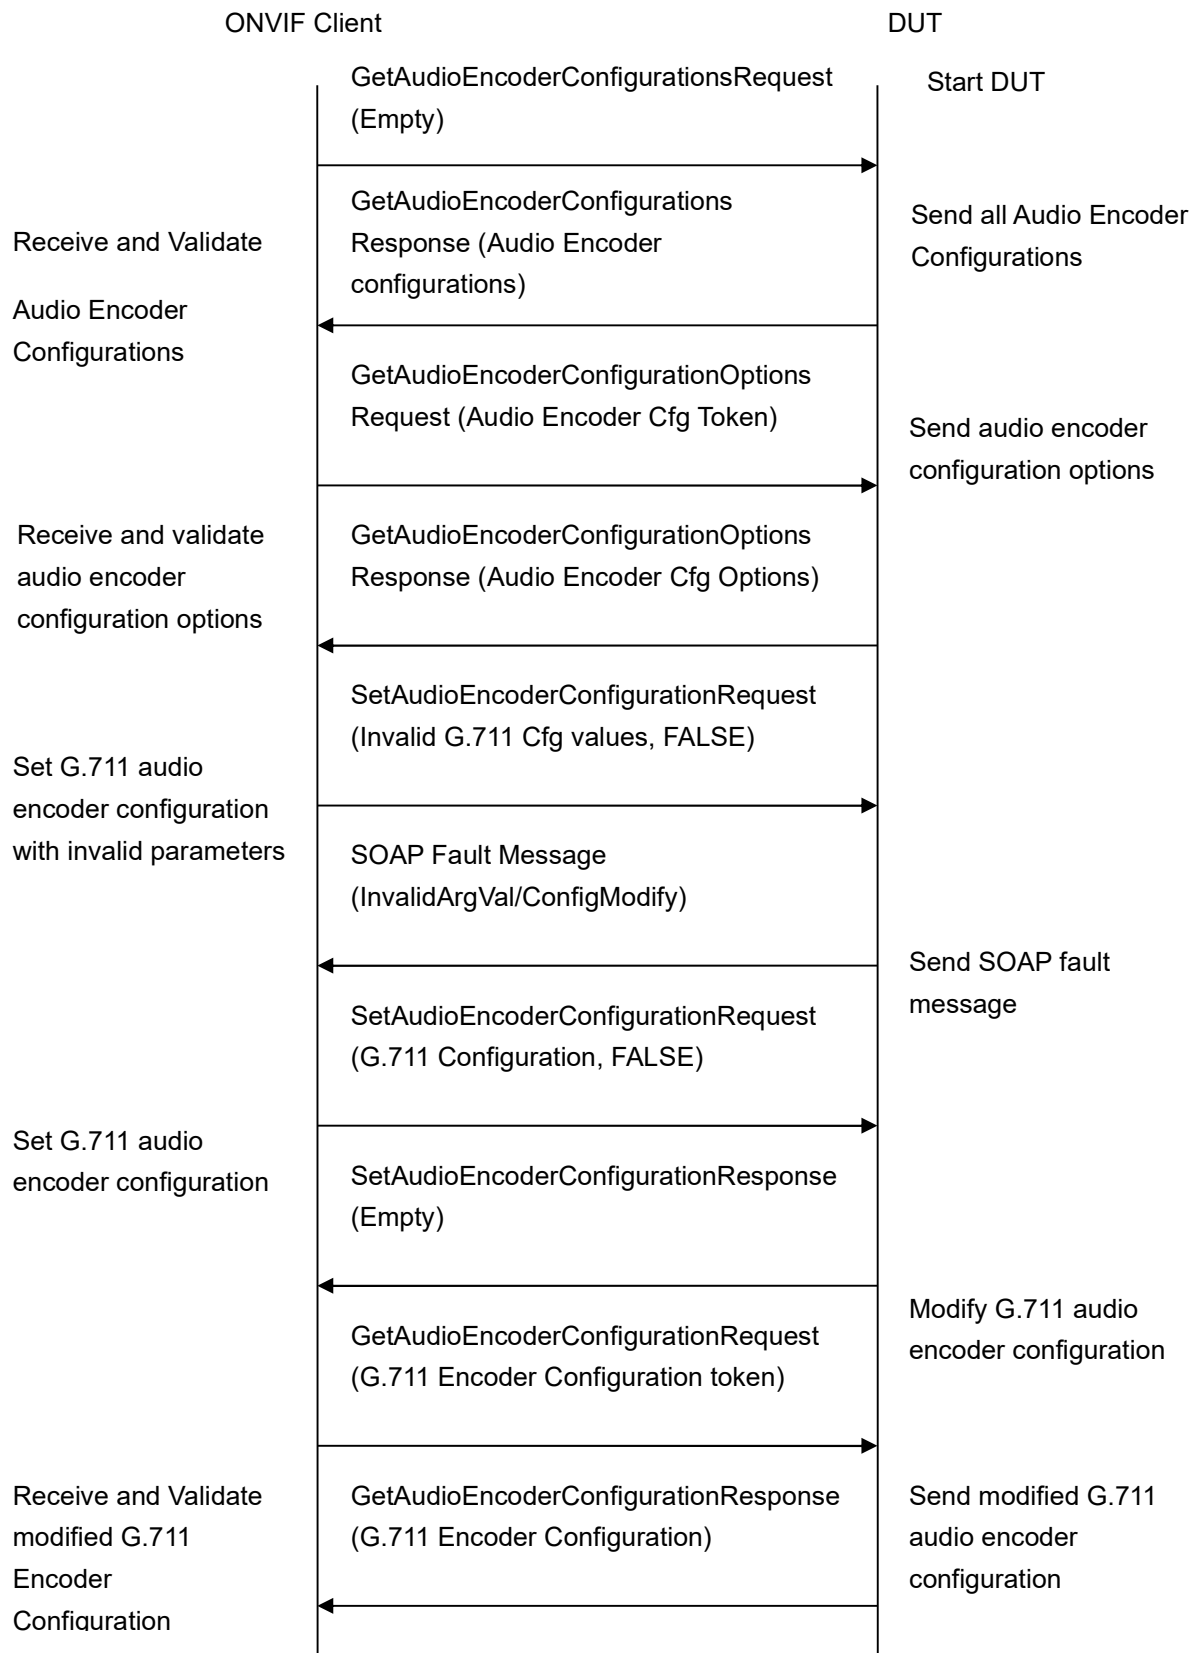 ONVIF Client
DUT
GetAudioEncoderConfigurationsRequest
(Empty)
Start DUT
GetAudioEncoderConfigurations
Response (Audio Encoder
configurations)
Send all Audio Encoder
Configurations
Receive and Validate
Audio Encoder
Configurations
GetAudioEncoderConfigurationOptions
Request (Audio Encoder Cfg Token)
Send audio encoder
configuration options
Receive and validate
audio encoder
configuration options
GetAudioEncoderConfigurationOptions
Response (Audio Encoder Cfg Options)
SetAudioEncoderConfigurationRequest
(Invalid G.711 Cfg values, FALSE)
Set G.711 audio
encoder configuration
with invalid parameters
SOAP Fault Message
(InvalidArgVal/ConfigModify)
Send SOAP fault
message
SetAudioEncoderConfigurationRequest
(G.711 Configuration, FALSE)
Set G.711 audio
encoder configuration
SetAudioEncoderConfigurationResponse
(Empty)
Modify G.711 audio
encoder configuration
GetAudioEncoderConfigurationRequest
(G.711 Encoder Configuration token)
Receive and Validate
modified G.711
Encoder
Configuration
GetAudioEncoderConfigurationResponse
(G.711 Encoder Configuration)
Send modified G.711
audio encoder
configuration